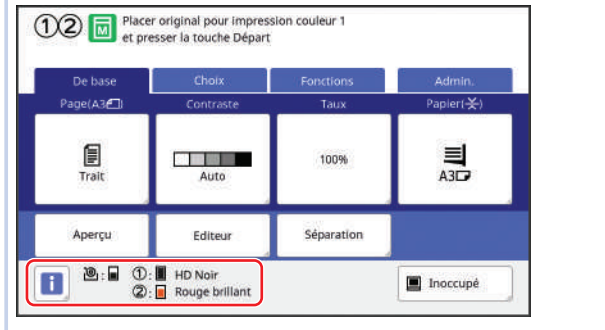 ①② M Placer original pour impression couleur 1
et presser la touche Départ
De base Choix Fonctions Admin.
Page(A3) Contraste Taux Papier()
Trait Auto 100% A3
Aperçu Editeur Séparation
i : ①: HD Noir
②: Rouge brillant
Inoccupé